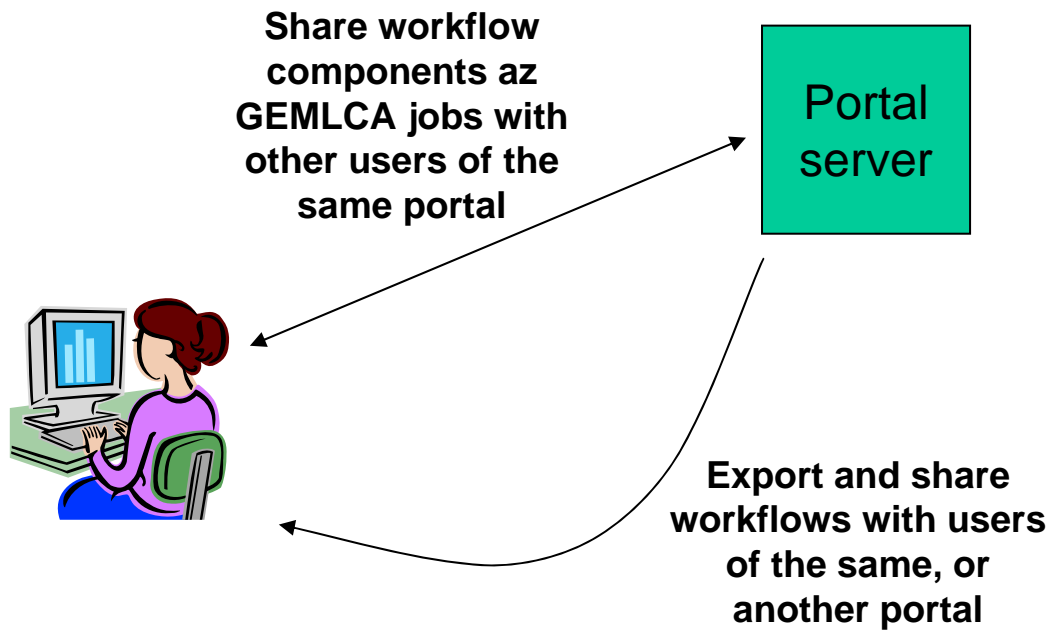 Share workflow
components az
GEMLCA jobs with
other users of the
same portal
Portal
server
Export and share
workflows with users
of the same, or
another portal